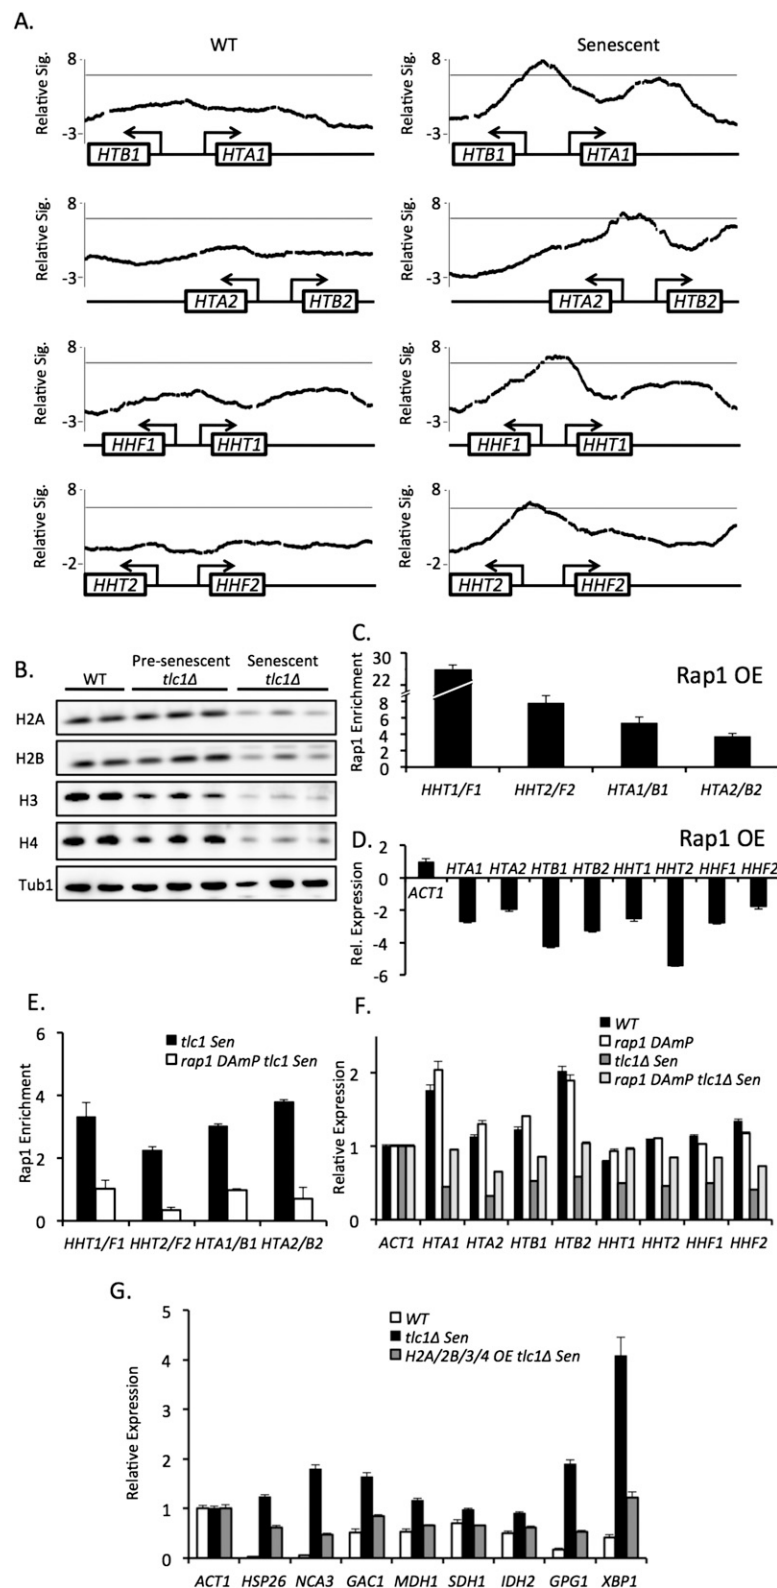 A.
WT
Senescent
Relative Sig.
8
-3
HTB1
HTA1
Relative Sig.
8
-3
HTB1
HTA1
Relative Sig.
8
-3
HTA2
HTB2
Relative Sig.
8
-3
HTA2
HTB2
Relative Sig.
8
-3
HHF1
HHT1
Relative Sig.
8
-3
HHF1
HHT1
Relative Sig.
8
-2
HHT2
HHF2
Relative Sig.
8
-2
HHT2
HHF2
B.
WT
Pre-senescent
tlc1Δ
Senescent
tlc1Δ
H2A
H2B
H3
H4
Tub1
C.
Rap1 OE
Rap1 Enrichment
30
22
8
6
4
2
0
HHT1/F1 HHT2/F2 HTA1/B1 HTA2/B2
D.
Rap1 OE
Rel. Expression
2
0
-2
-4
-6
ACT1
HTA1 HTA2 HTB1 HTB2 HHT1 HHT2 HHF1 HHF2
E.
Rap1 Enrichment
6
4
2
0
tlc1 Sen
rap1 DAmP tlc1 Sen
HHT1/F1 HHT2/F2 HTA1/B1 HTA2/B2
F.
Relative Expression
2
1
0
WT
rap1 DAmP
tlc1Δ Sen
rap1 DAmP tlc1Δ Sen
ACT1 HTA1 HTA2 HTB1 HTB2 HHT1 HHT2 HHF1 HHF2
G.
Relative Expression
5
4
3
2
1
0
WT
tlc1Δ Sen
H2A/2B/3/4 OE tlc1Δ Sen
ACT1 HSP26 NCA3 GAC1 MDH1 SDH1 IDH2 GPG1 XBP1